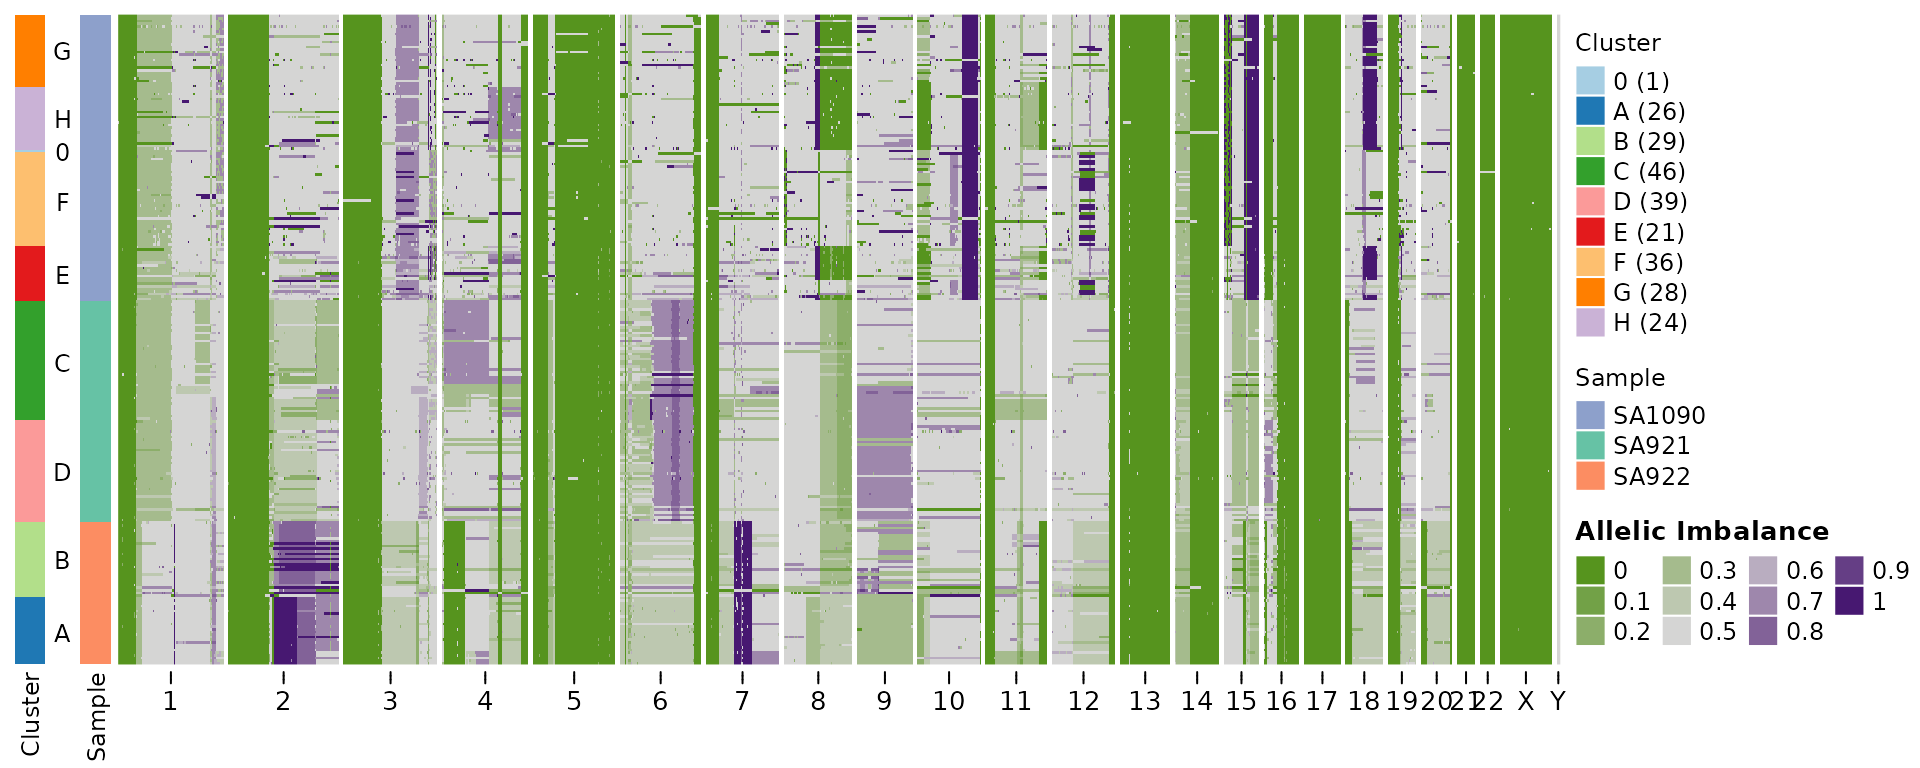 G
H
0
F
E
C
D
B
A
Cluster
Sample
1 2 3 4 5 6 7 8 9 10 11 12 13 14 15 16 17 18 19 20 21 22 X Y
Cluster
0 (1)
A (26)
B (29)
C (46)
D (39)
E (21)
F (36)
G (28)
H (24)
Sample
SA1090
SA921
SA922
Allelic Imbalance
0 0.3 0.6 0.9
0.1 0.4 0.7 1
0.2 0.5 0.8